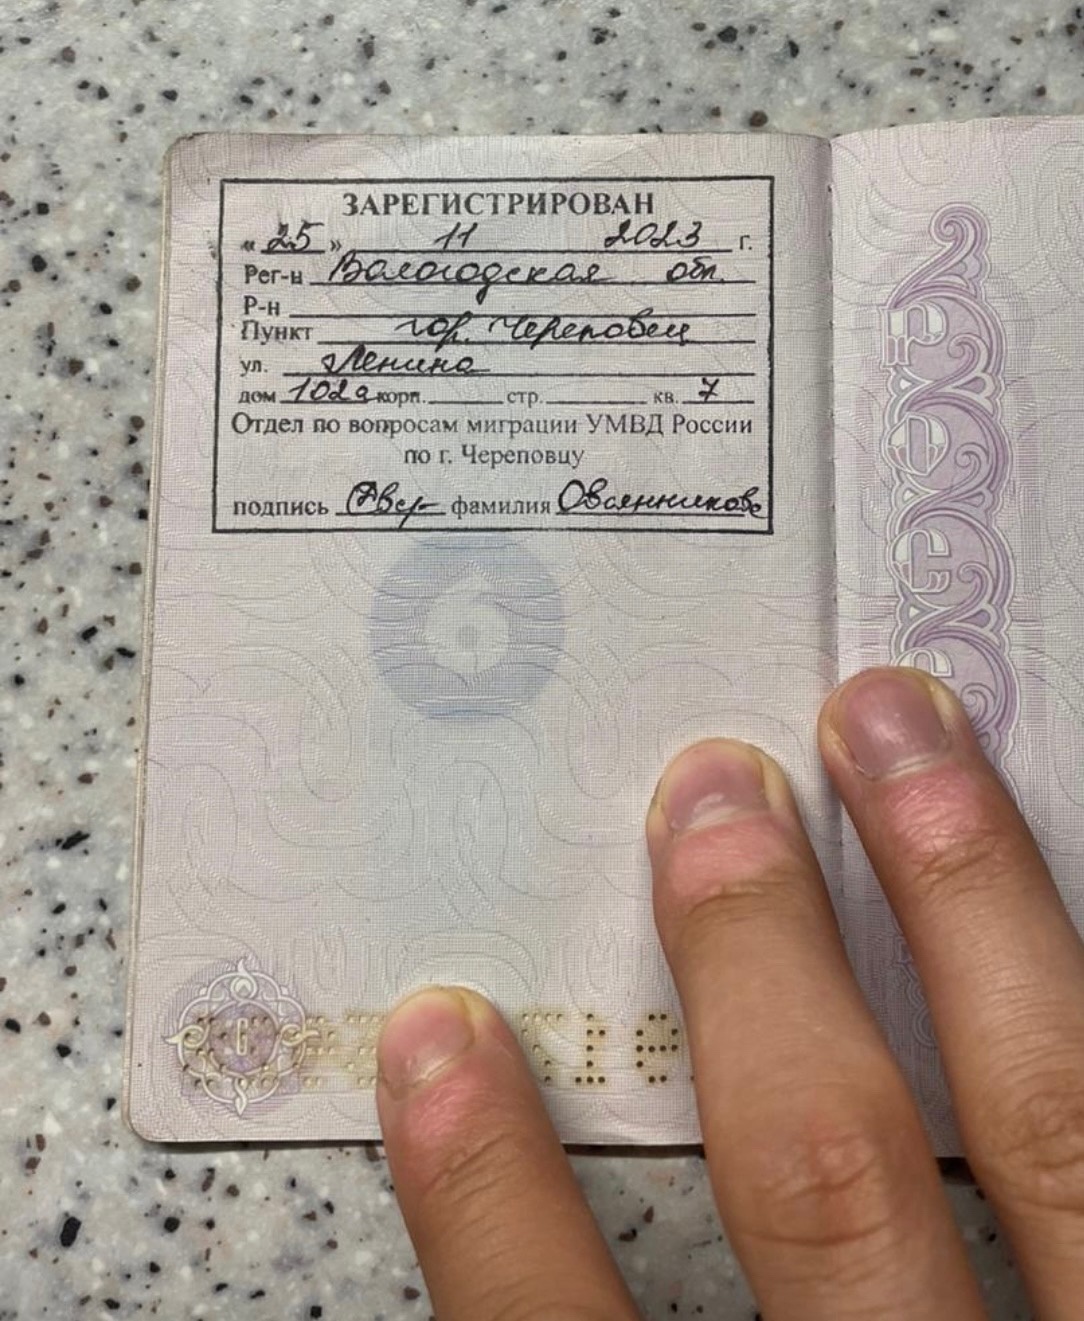 ЗАРЕГИСТРИРОВАН
« 25 » 11 2023 г.
Рег-н Вологодская обл.
Р-н
Пункт гор. Череповец
ул. Ленина
дом 102а корп. стр. кв. 7
Отдел по вопросам миграции УМВД России
по г. Череповцу
подпись фамилия Овсянникова